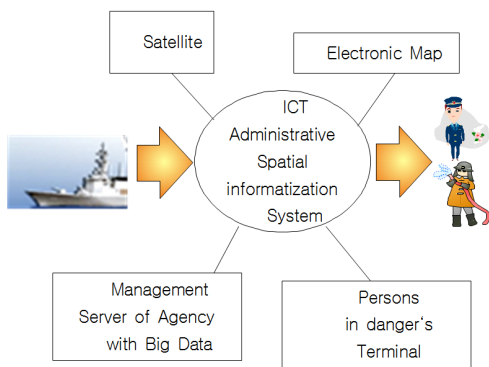 Satellite
Electronic Map
ICT
Administrative
Spatial
informatization
System
Management
Server of Agency
with Big Data
Persons
in danger's
Terminal